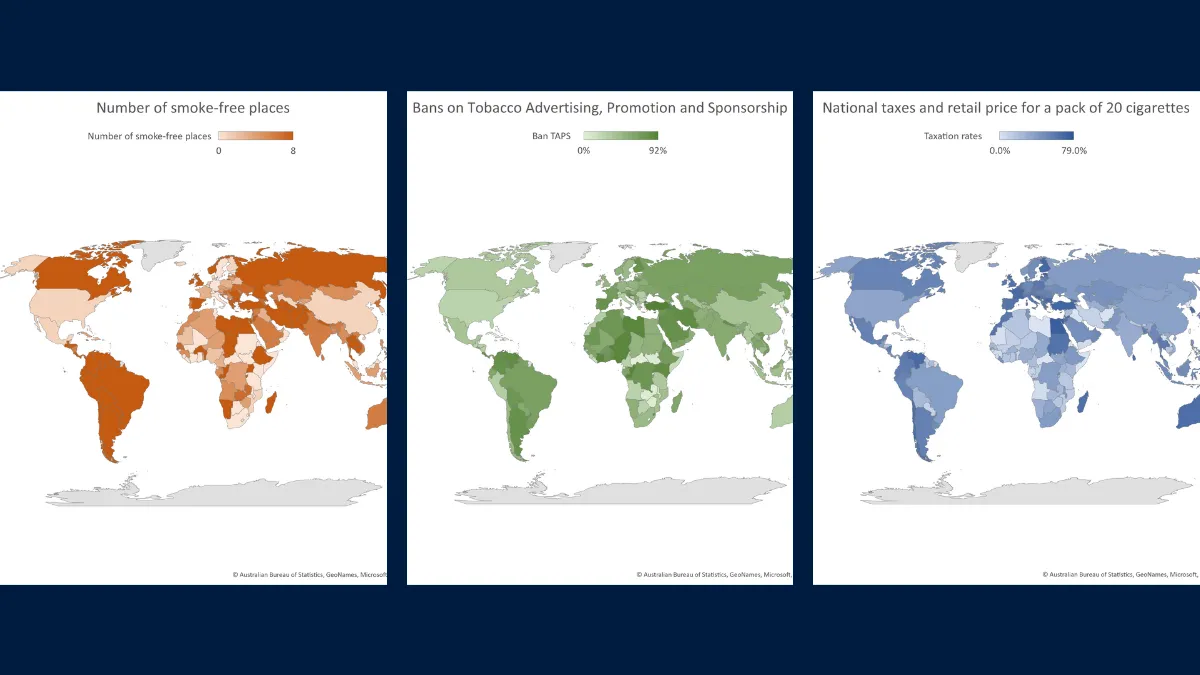 Number of smoke-free places
Number of smoke-free places
0 8
© Australian Bureau of Statistics, GeoNames, Microsoft
Bans on Tobacco Advertising, Promotion and Sponsorship
Ban TAPS
0% 92%
© Australian Bureau of Statistics, GeoNames, Microsoft,
National taxes and retail price for a pack of 20 cigarettes
Taxation rates
0.0% 79.0%
© Australian Bureau of Statistics, GeoNames, Microsoft,